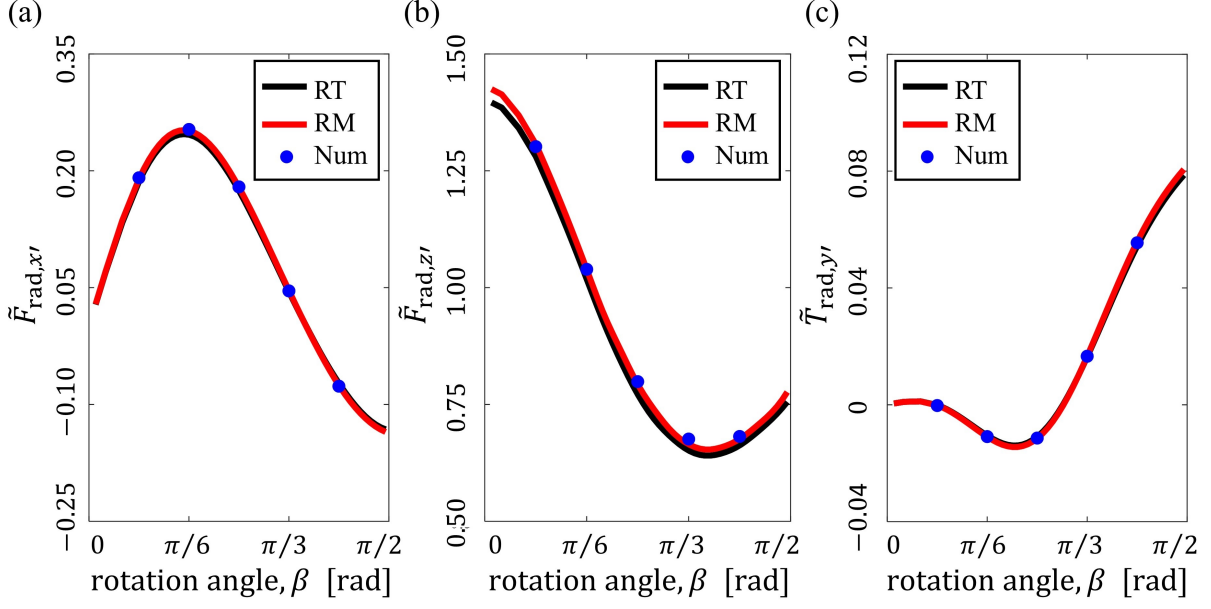 (a)
0.35
0.20
0.05
−0.10
−0.25
F̃rad,x′
RT
RM
Num
0
π/6
π/3
π/2
rotation angle, β [rad]
(b)
1.50
1.25
1.00
0.75
0.50
F̃rad,z′
RT
RM
Num
0
π/6
π/3
π/2
rotation angle, β [rad]
(c)
0.12
0.08
0.04
0
−0.04
T̃rad,y′
RT
RM
Num
0
π/6
π/3
π/2
rotation angle, β [rad]